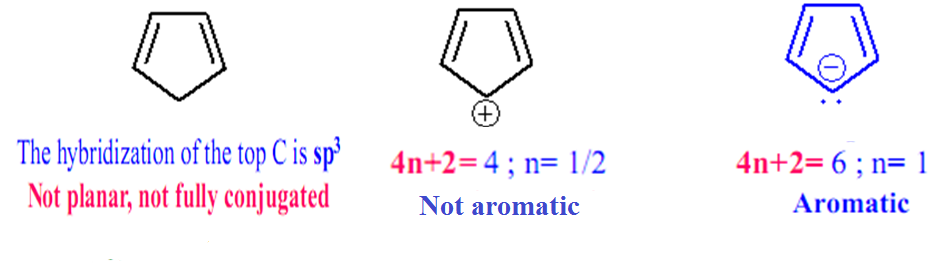 The hybridization of the top C is sp³
Not planar, not fully conjugated
4n+2= 4 ; n= 1/2
Not aromatic
4n+2= 6 ; n= 1
Aromatic